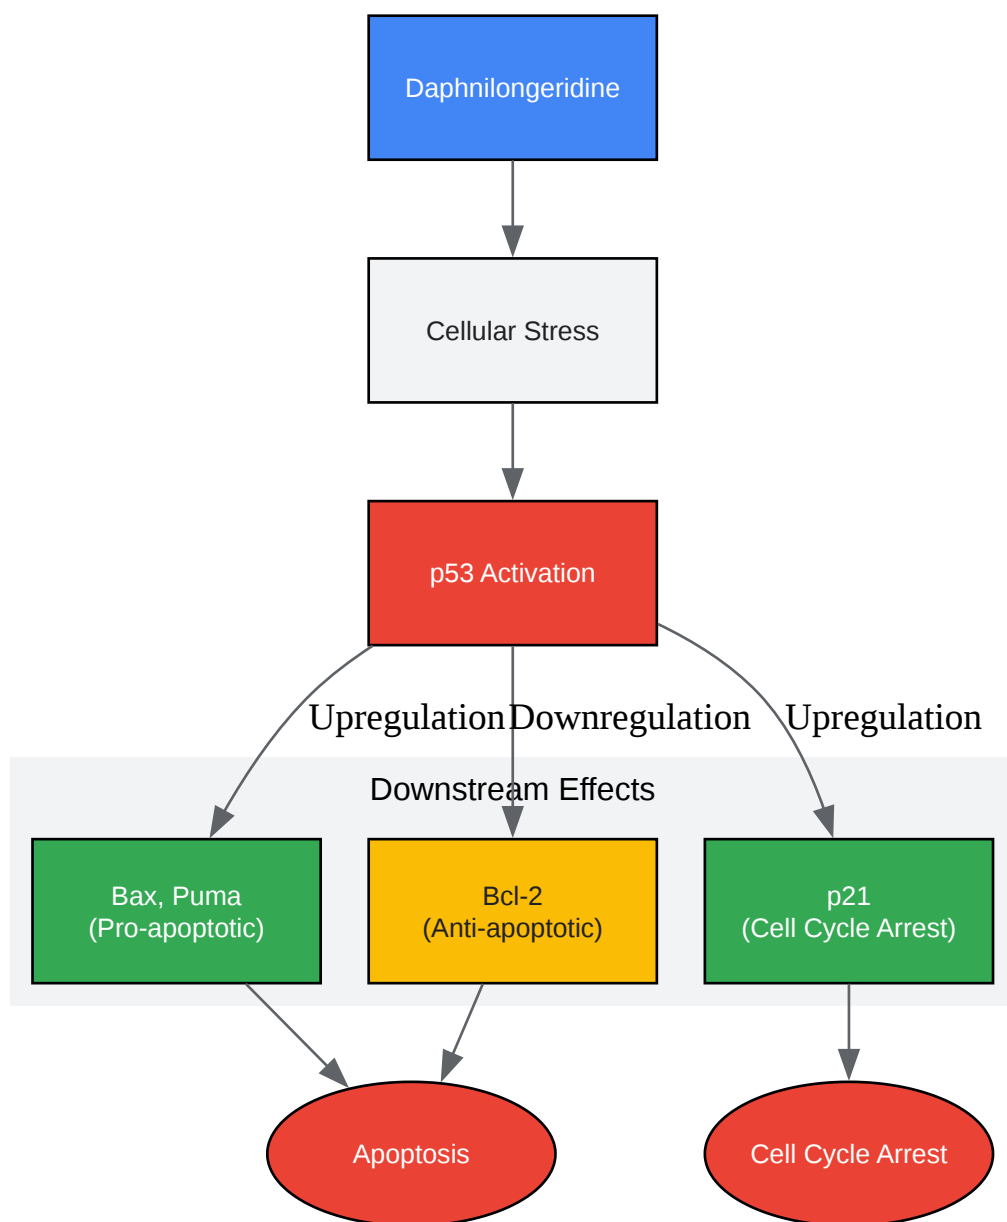 Daphnilongeridine
Cellular Stress
p53 Activation
Upregulation
Downregulation
Upregulation
Downstream Effects
Bax, Puma
(Pro-apoptotic)
Bcl-2
(Anti-apoptotic)
p21
(Cell Cycle Arrest)
Apoptosis
Cell Cycle Arrest